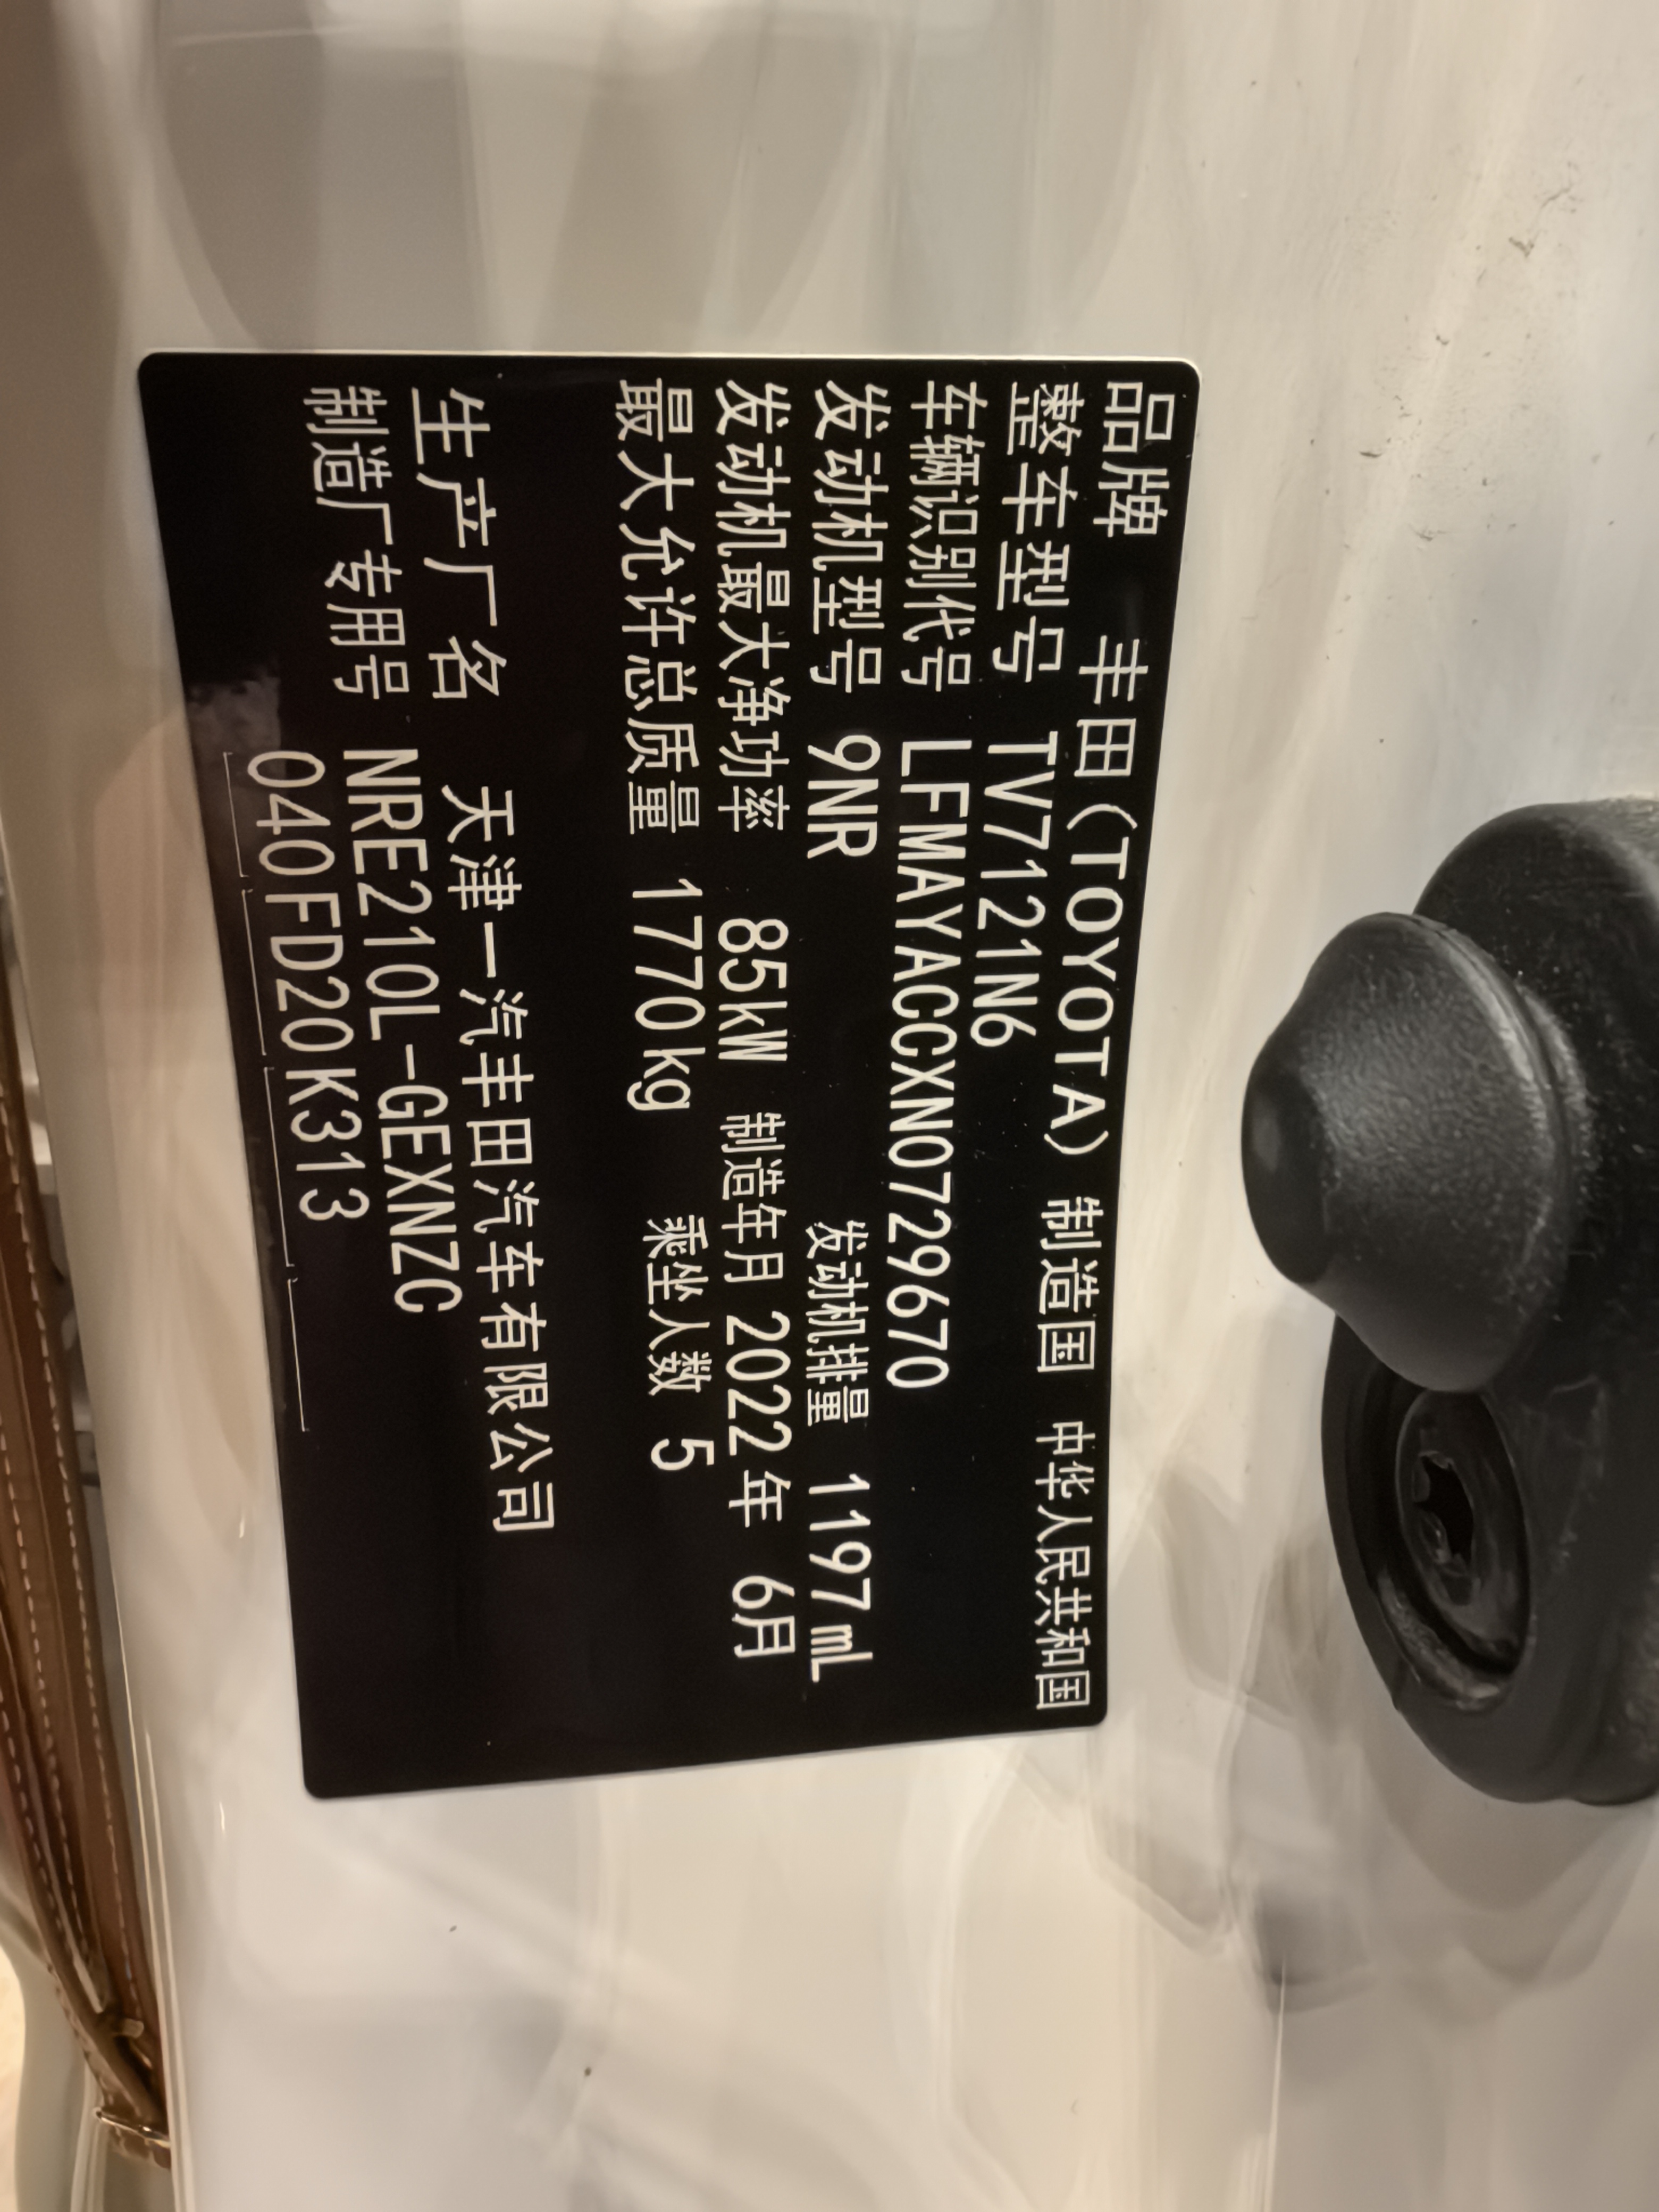 品牌 丰田(TOYOTA) 制造国 中华人民共和国
整车型号 TV7121N6
车辆识别代号 LFMAYACCXN0729670
发动机型号 9NR 发动机排量 1197mL
发动机最大净功率 85kW 制造年月 2022年 6月
最大允许总质量 1770kg 乘坐人数 5
生产厂名 天津一汽丰田汽车有限公司
制造厂专用号 NRE210L-GEXNZC
040FD20K313